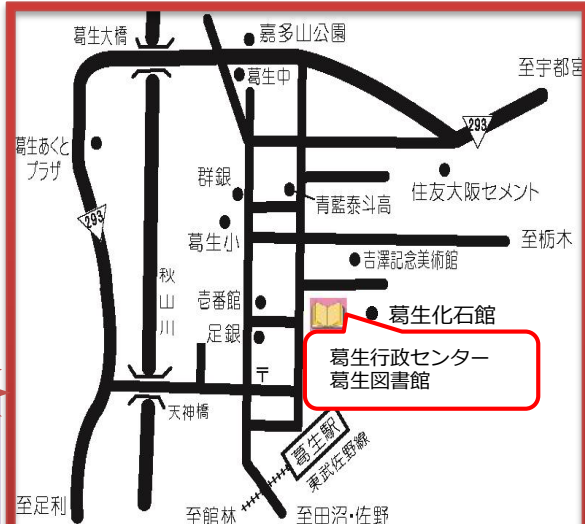 葛生大橋
嘉多山公園
葛生中
至宇都宮
293
葛生あくと
プラザ
群銀
青藍泰斗高
住友大阪セメント
293
葛生小
至栃木
吉澤記念美術館
秋山川
壱番館
葛生化石館
足銀
葛生行政センター
葛生図書館
〒
天神橋
葛生駅
東武佐野線
至足利
至館林
至田沼・佐野